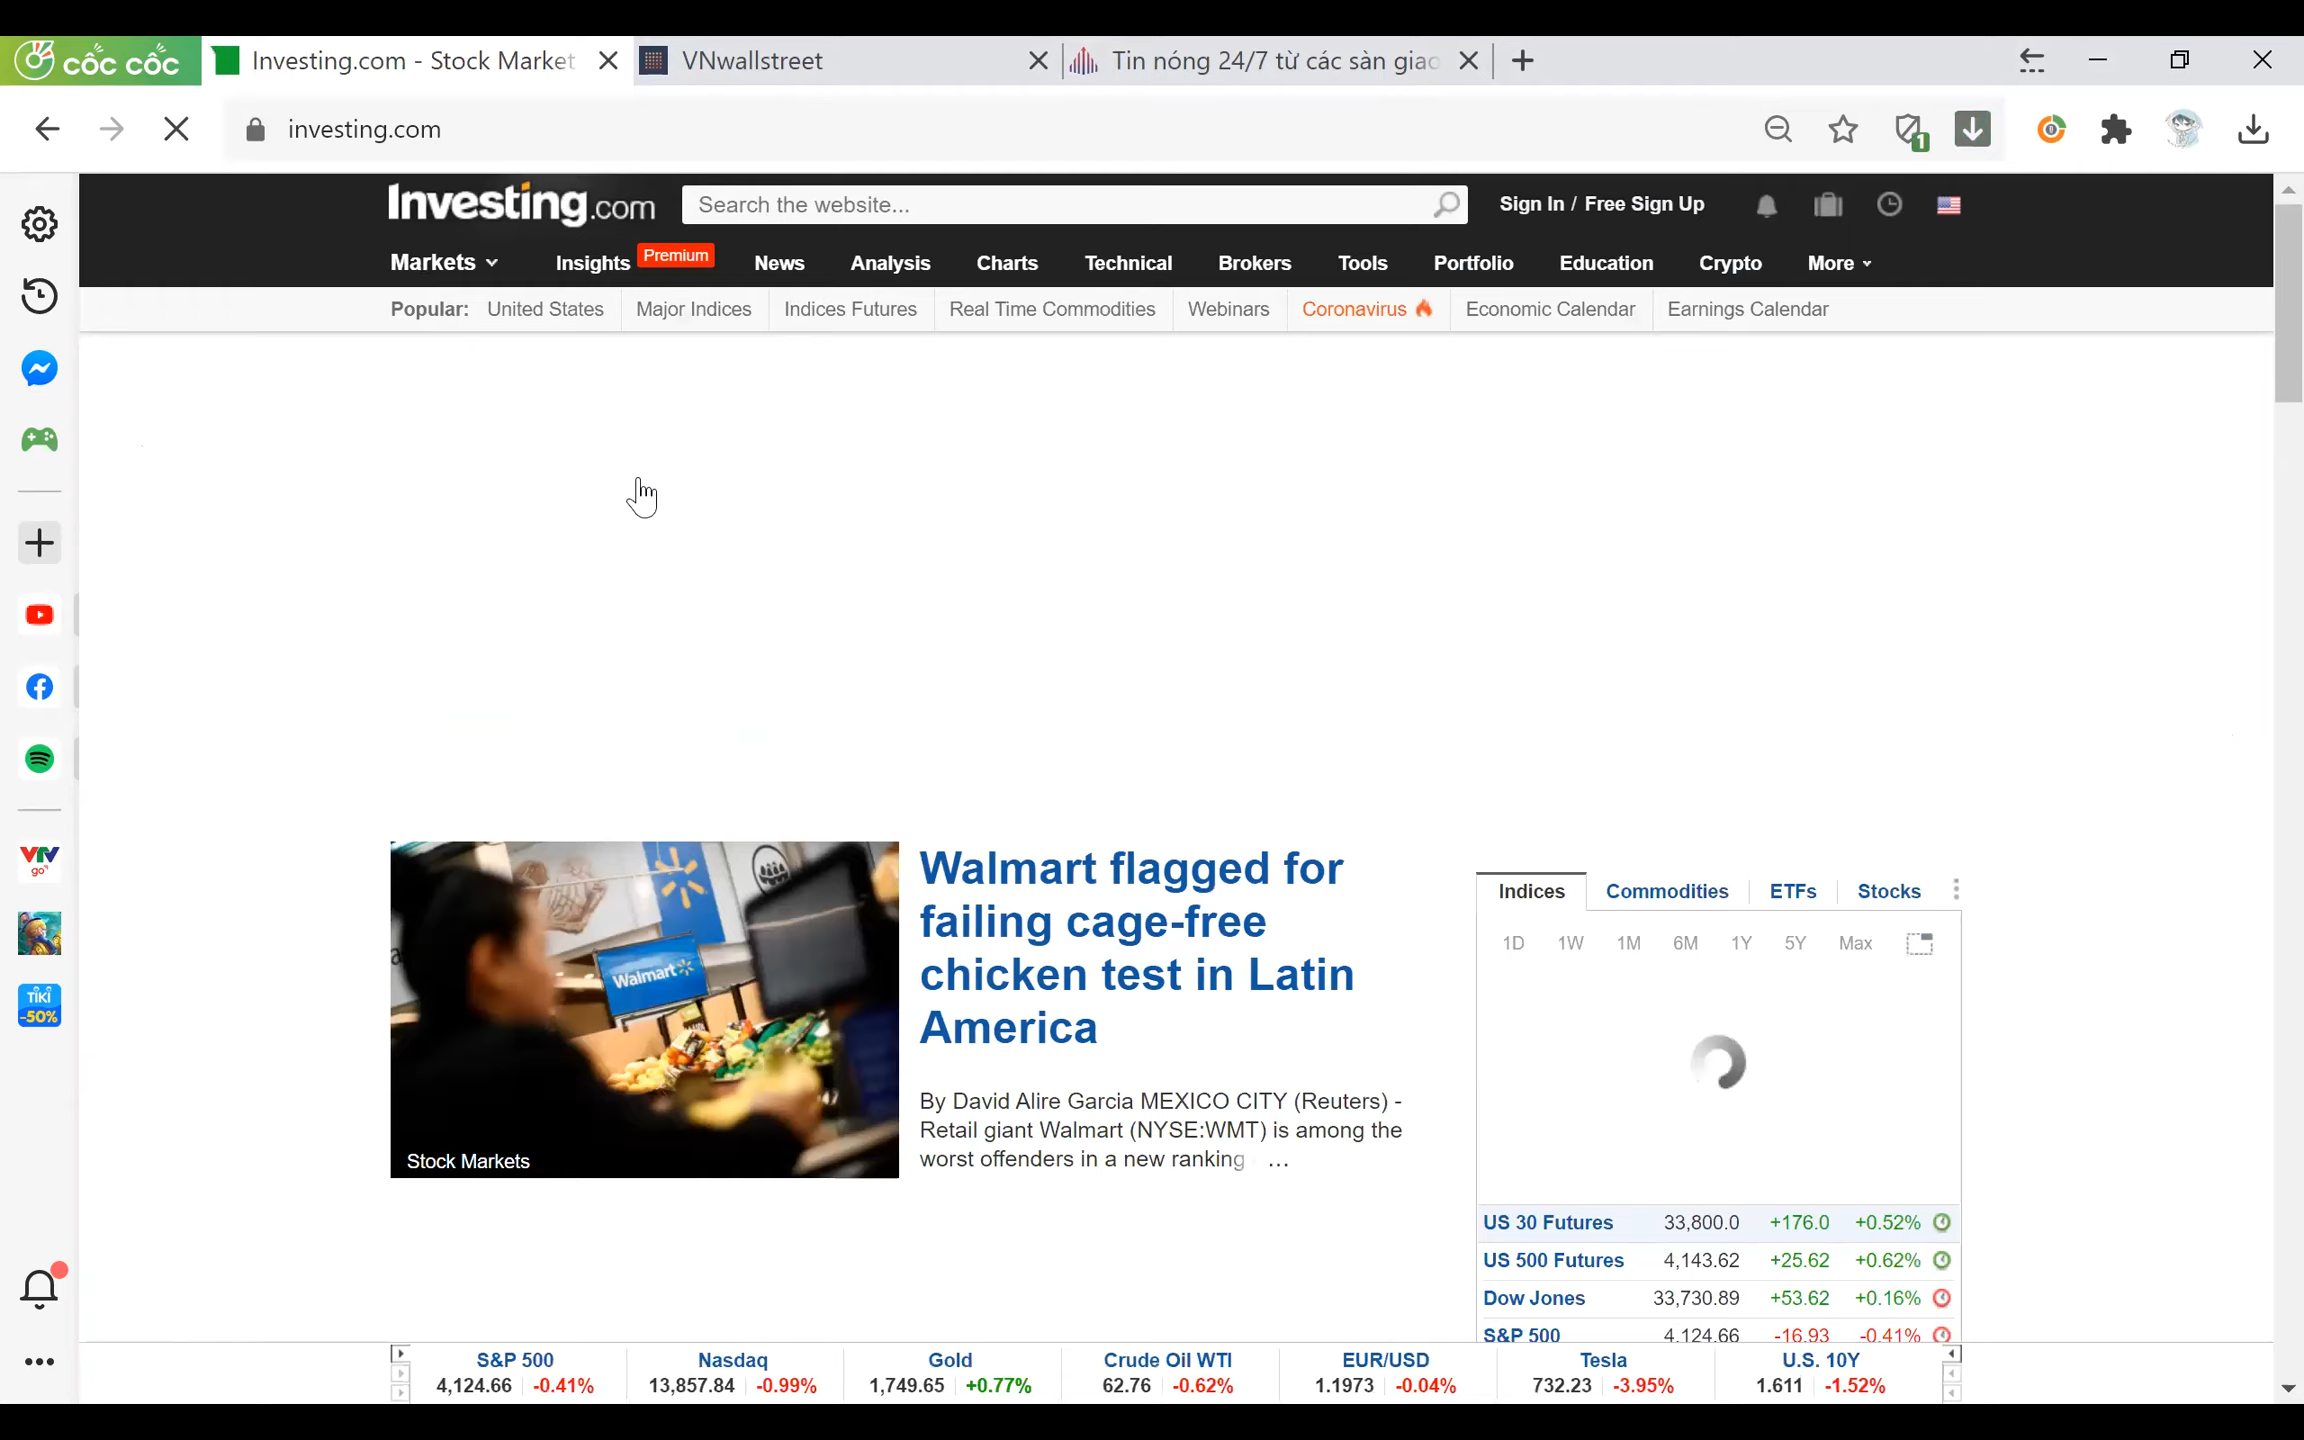 cốc cốc
Investing.com - Stock Market
VNwallstreet
Tin nóng 24/7 từ các sàn giao
investing.com
1
Investing.com
Search the website...
Sign In / Free Sign Up
Markets
Insights
Premium
News
Analysis
Charts
Technical
Brokers
Tools
Portfolio
Education
Crypto
More
Popular:
United States
Major Indices
Indices Futures
Real Time Commodities
Webinars
Coronavirus
Economic Calendar
Earnings Calendar
VTV
go
TIKI
-50%
Walmart
Stock Markets
Walmart flagged for
failing cage-free
chicken test in Latin
America
By David Alire Garcia MEXICO CITY (Reuters) -
Retail giant Walmart (NYSE:WMT) is among the
worst offenders in a new ranking ...
Indices
Commodities
ETFs
Stocks
1D 1W 1M 6M 1Y 5Y Max
US 30 Futures 33,800.0 +176.0 +0.52%
US 500 Futures 4,143.62 +25.62 +0.62%
Dow Jones 33,730.89 +53.62 +0.16%
S&P 500 4,124.66 -16.93 -0.41%
S&P 500
4,124.66 -0.41%
Nasdaq
13,857.84 -0.99%
Gold
1,749.65 +0.77%
Crude Oil WTI
62.76 -0.62%
EUR/USD
1.1973 -0.04%
Tesla
732.23 -3.95%
U.S. 10Y
1.611 -1.52%